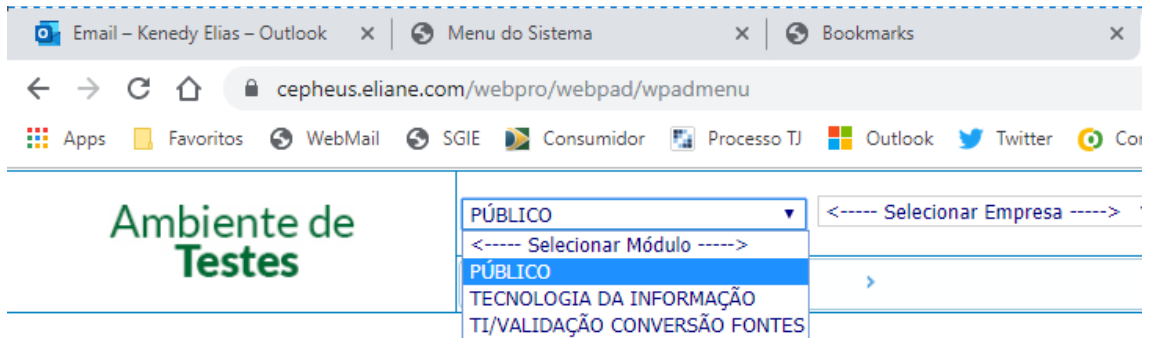 Email – Kenedy Elias – Outlook Menu do Sistema Bookmarks
cepheus.eliane.com/webpro/webpad/wpadmenu
Apps Favoritos WebMail SGIE Consumidor Processo TJ Outlook Twitter
Ambiente de
Testes
PÚBLICO <----- Selecionar Empresa ----->
<----- Selecionar Módulo ----->
PÚBLICO
TECNOLOGIA DA INFORMAÇÃO
TI/VALIDAÇÃO CONVERSÃO FONTES